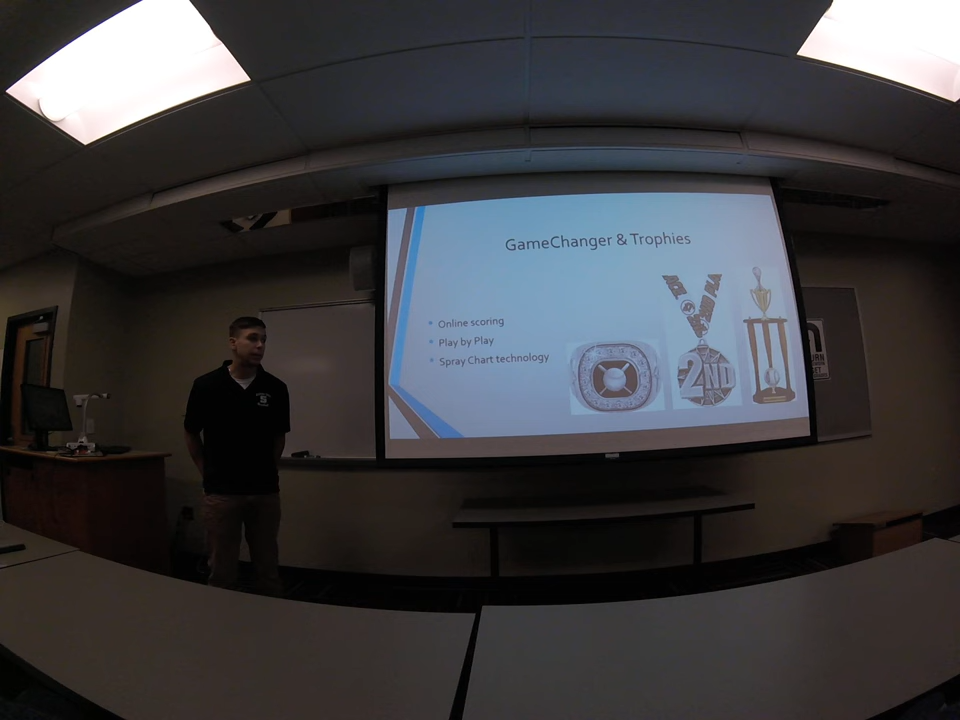 GameChanger & Trophies
Online scoring
Play by Play
Spray Chart technology
2ND